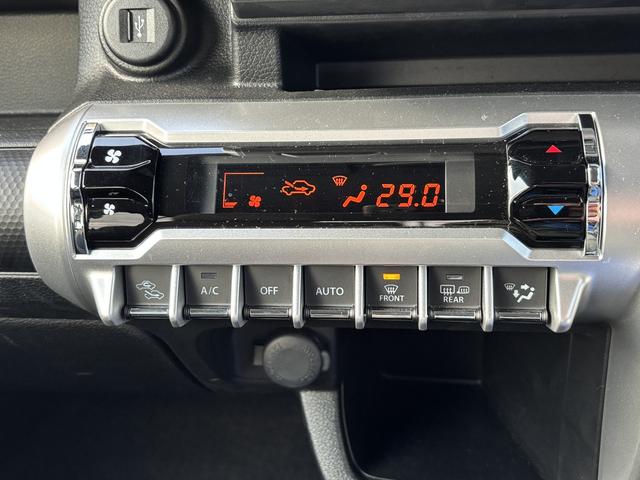 29.0
A/C OFF AUTO FRONT REAR